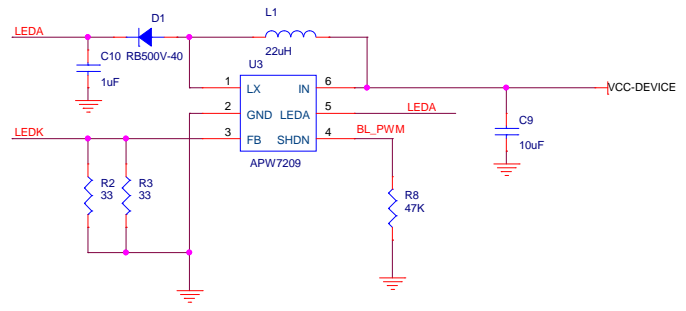 L1
D1
LEDA
22uH
C10
RB500V-40
U3
1uF
1
LX
IN
6
VCC-DEVICE
2
GND
LEDA
5
LEDA
C9
LEDK
3
FB
SHDN
4
BL_PWM
10uF
APW7209
R2
33
R3
33
R8
47K